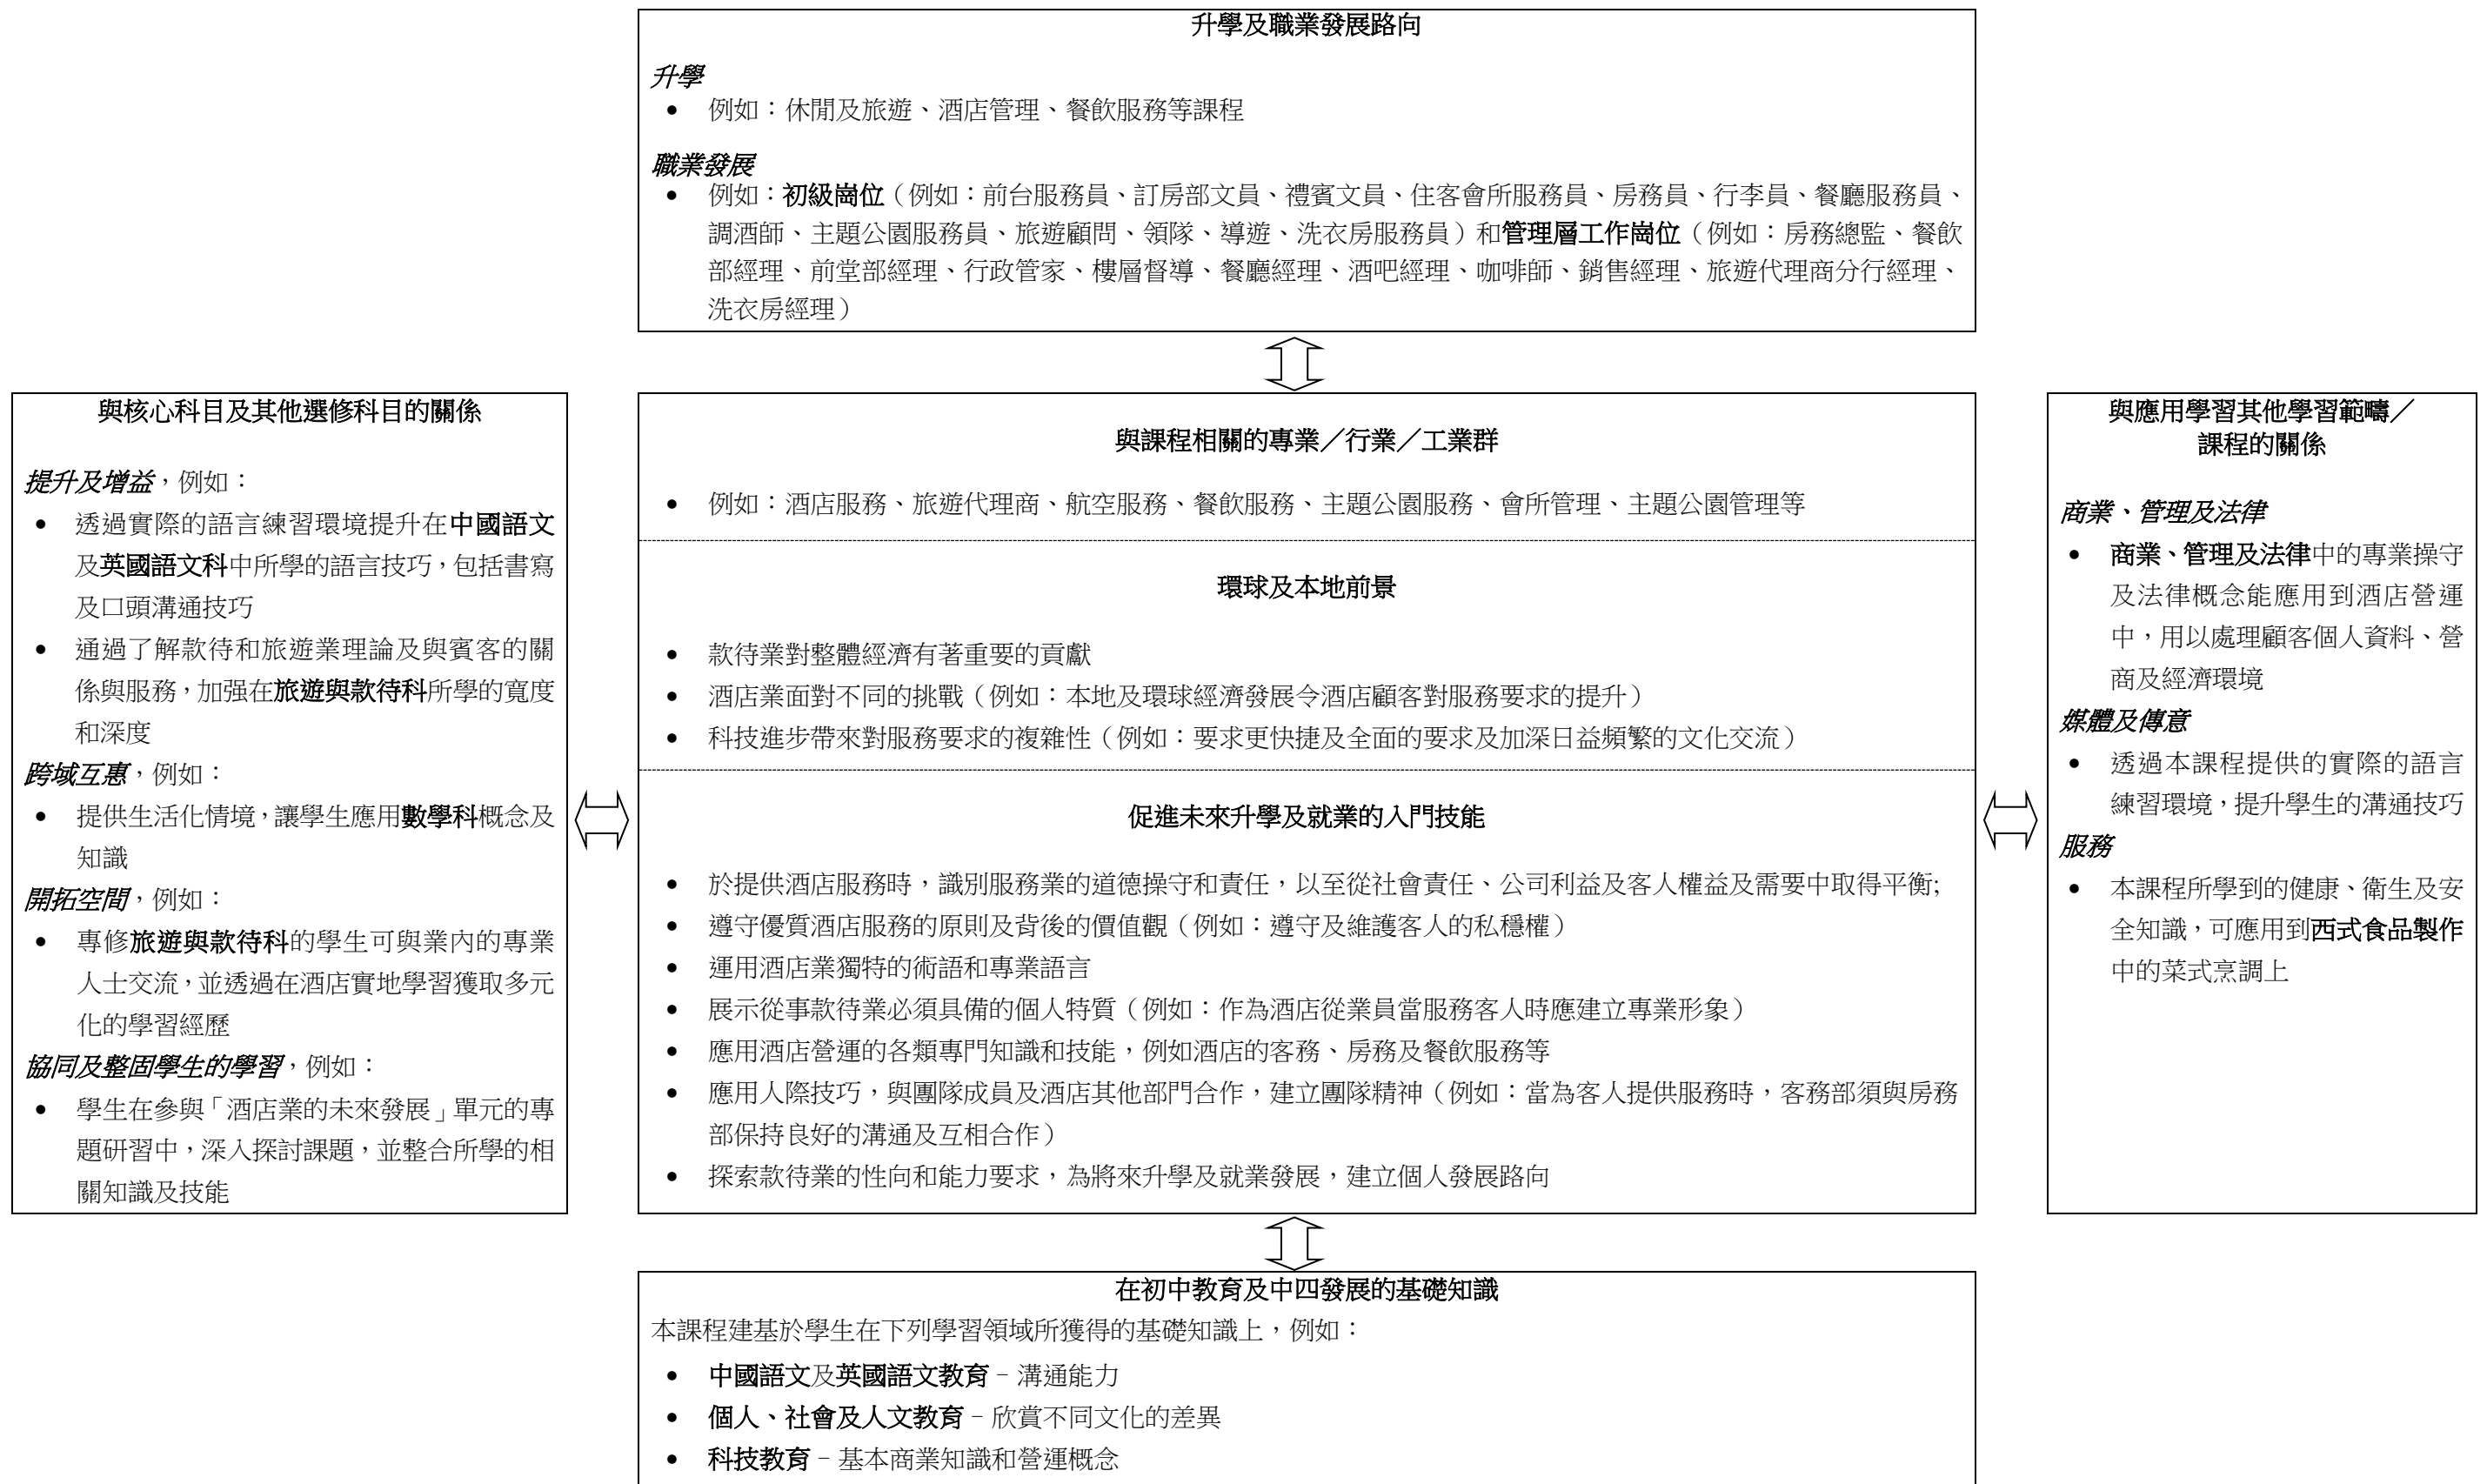 升學及職業發展路向
升學
• 例如：休閒及旅遊、酒店管理、餐飲服務等課程
職業發展
• 例如：初級崗位（例如：前台服務員、訂房部文員、禮賓文員、住客會所服務員、房務員、行李員、餐廳服務員、
調酒師、主題公園服務員、旅遊顧問、領隊、導遊、洗衣房服務員）和管理層工作崗位（例如：房務總監、餐飲
部經理、前堂部經理、行政管家、樓層督導、餐廳經理、酒吧經理、咖啡師、銷售經理、旅遊代理商分行經理、
洗衣房經理）
與核心科目及其他選修科目的關係
提升及增益，例如：
• 透過實際的語言練習環境提升在中國語文
及英國語文科中所學的語言技巧，包括書寫
及口頭溝通技巧
• 通過了解款待和旅遊業理論及與賓客的關
係與服務，加强在旅遊與款待科所學的寬度
和深度
跨域互惠，例如：
• 提供生活化情境，讓學生應用數學科概念及
知識
開拓空間，例如：
• 專修旅遊與款待科的學生可與業內的專業
人士交流，並透過在酒店實地學習獲取多元
化的學習經歷
協同及整固學生的學習，例如：
• 學生在參與「酒店業的未來發展」單元的專
題研習中，深入探討課題，並整合所學的相
關知識及技能
與課程相關的專業／行業／工業群
• 例如：酒店服務、旅遊代理商、航空服務、餐飲服務、主題公園服務、會所管理、主題公園管理等
環球及本地前景
• 款待業對整體經濟有著重要的貢獻
• 酒店業面對不同的挑戰（例如：本地及環球經濟發展令酒店顧客對服務要求的提升）
• 科技進步帶來對服務要求的複雜性（例如：要求更快捷及全面的要求及加深日益頻繁的文化交流）
促進未來升學及就業的入門技能
• 於提供酒店服務時，識別服務業的道德操守和責任，以至從社會責任、公司利益及客人權益及需要中取得平衡;
• 遵守優質酒店服務的原則及背後的價值觀（例如：遵守及維護客人的私穩權）
• 運用酒店業獨特的術語和專業語言
• 展示從事款待業必須具備的個人特質（例如：作為酒店從業員當服務客人時應建立專業形象）
• 應用酒店營運的各類專門知識和技能，例如酒店的客務、房務及餐飲服務等
• 應用人際技巧，與團隊成員及酒店其他部門合作，建立團隊精神（例如：當為客人提供服務時，客務部須與房務
部保持良好的溝通及互相合作）
• 探索款待業的性向和能力要求，為將來升學及就業發展，建立個人發展路向
與應用學習其他學習範疇／
課程的關係
商業、管理及法律
• 商業、管理及法律中的專業操守
及法律概念能應用到酒店營運
中，用以處理顧客個人資料、營
商及經濟環境
媒體及傳意
• 透過本課程提供的實際的語言
練習環境，提升學生的溝通技巧
服務
• 本課程所學到的健康、衛生及安
全知識，可應用到西式食品製作
中的菜式烹調上
在初中教育及中四發展的基礎知識
本課程建基於學生在下列學習領域所獲得的基礎知識上，例如：
• 中國語文及英國語文教育－溝通能力
• 個人、社會及人文教育－欣賞不同文化的差異
• 科技教育－基本商業知識和營運概念